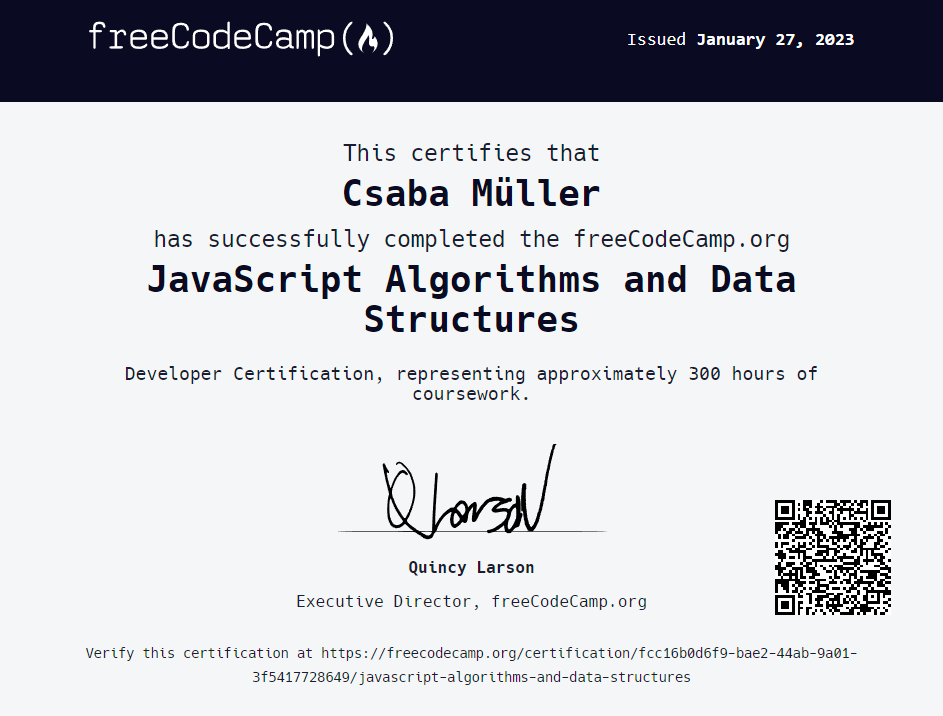 freeCodeCamp
Issued January 27, 2023
This certifies that
Csaba Müller
has successfully completed the freeCodeCamp.org
JavaScript Algorithms and Data
Structures
Developer Certification, representing approximately 300 hours of
coursework.
Q Larson
Quincy Larson
Executive Director, freeCodeCamp.org
Verify this certification at https://freecodecamp.org/certification/fcc16b0d6f9-bae2-44ab-9a01-
3f5417728649/javascript-algorithms-and-data-structures